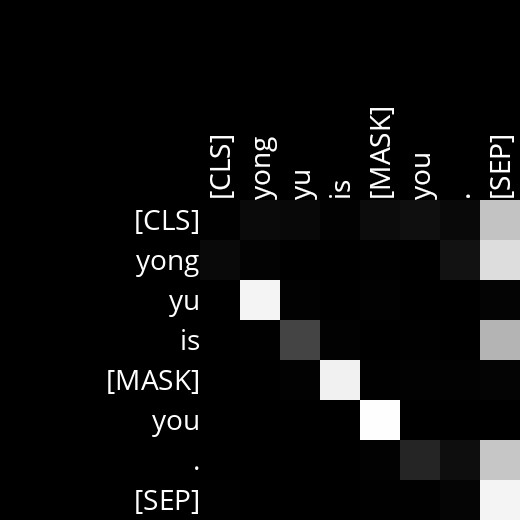 [CLS] yong yu is [MASK] you . [SEP]
[CLS]
yong
yu
is
[MASK]
you
.
[SEP]